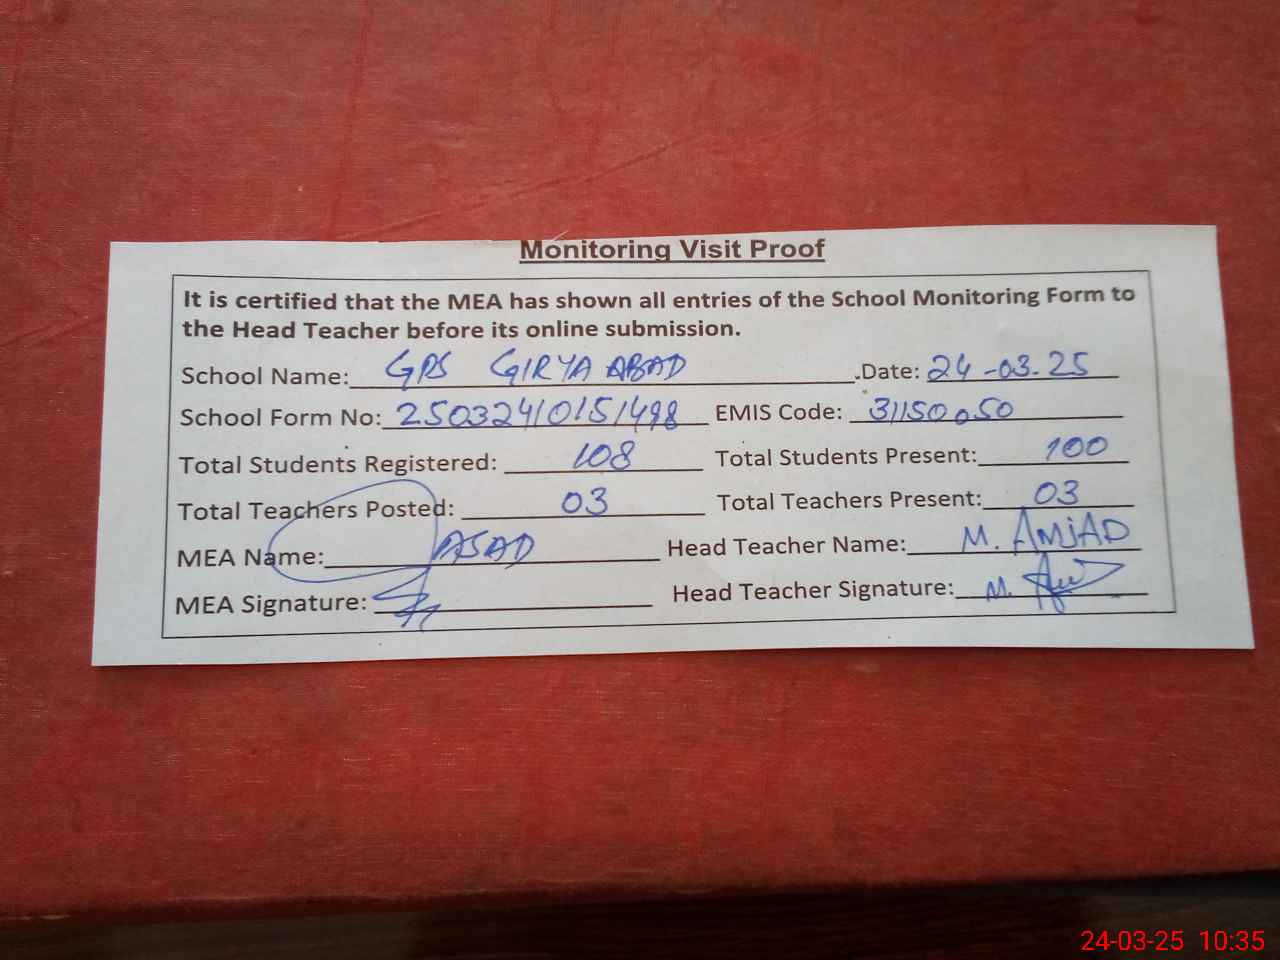 Monitoring Visit Proof
It is certified that the MEA has shown all entries of the School Monitoring Form to
the Head Teacher before its online submission.
School Name: GPS GIRYA ABAD .Date: 24-03-25
School Form No: 25032410151498 EMIS Code: 31150050
Total Students Registered: 108 Total Students Present: 100
Total Teachers Posted: 03 Total Teachers Present: 03
MEA Name: ASAD Head Teacher Name: M. AMJAD
MEA Signature: Head Teacher Signature: M.
24-03-25 10:35